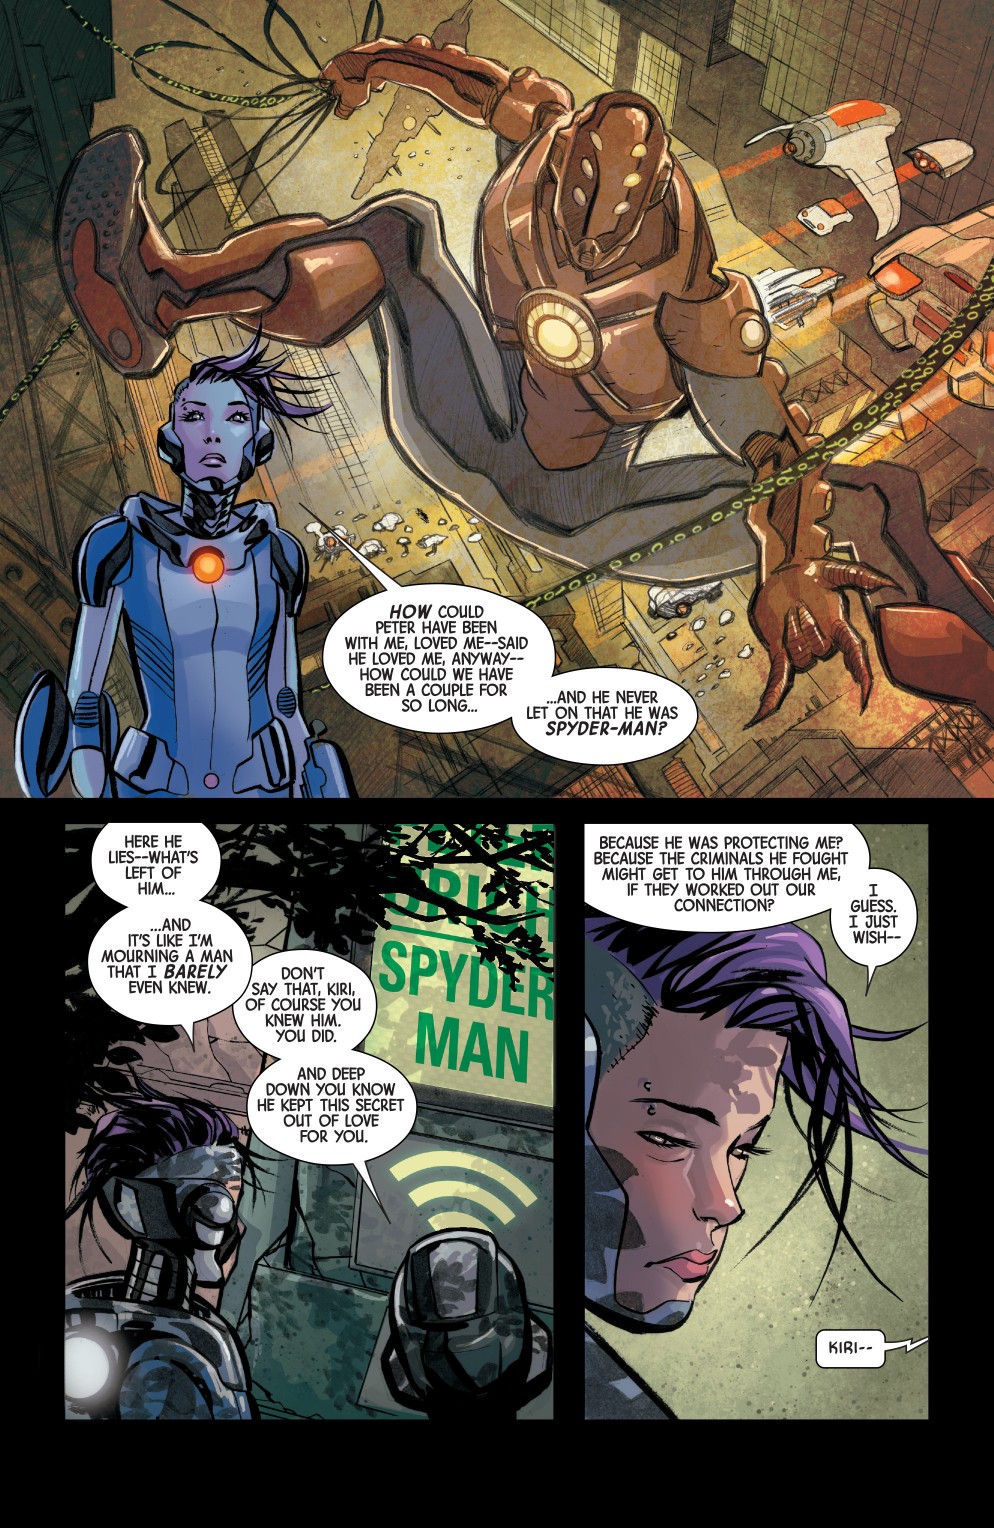 HOW COULD
PETER HAVE BEEN
WITH ME, LOVED ME--SAID
HE LOVED ME, ANYWAY--
HOW COULD WE HAVE
BEEN A COUPLE FOR
SO LONG...
...AND HE NEVER
LET ON THAT HE WAS
SPYDER-MAN?
HERE HE
LIES--WHAT'S
LEFT OF
HIM...
...AND
IT'S LIKE I'M
MOURNING A MAN
THAT I BARELY
EVEN KNEW.
DON'T
SAY THAT, KIRI,
OF COURSE YOU
KNEW HIM.
YOU DID.
AND DEEP
DOWN YOU KNOW
HE KEPT THIS SECRET
OUT OF LOVE
FOR YOU.
SPYDER
MAN
BECAUSE HE WAS PROTECTING ME?
BECAUSE THE CRIMINALS HE FOUGHT
MIGHT GET TO HIM THROUGH ME,
IF THEY WORKED OUT OUR
CONNECTION?
I
GUESS.
I JUST
WISH--
KIRI--